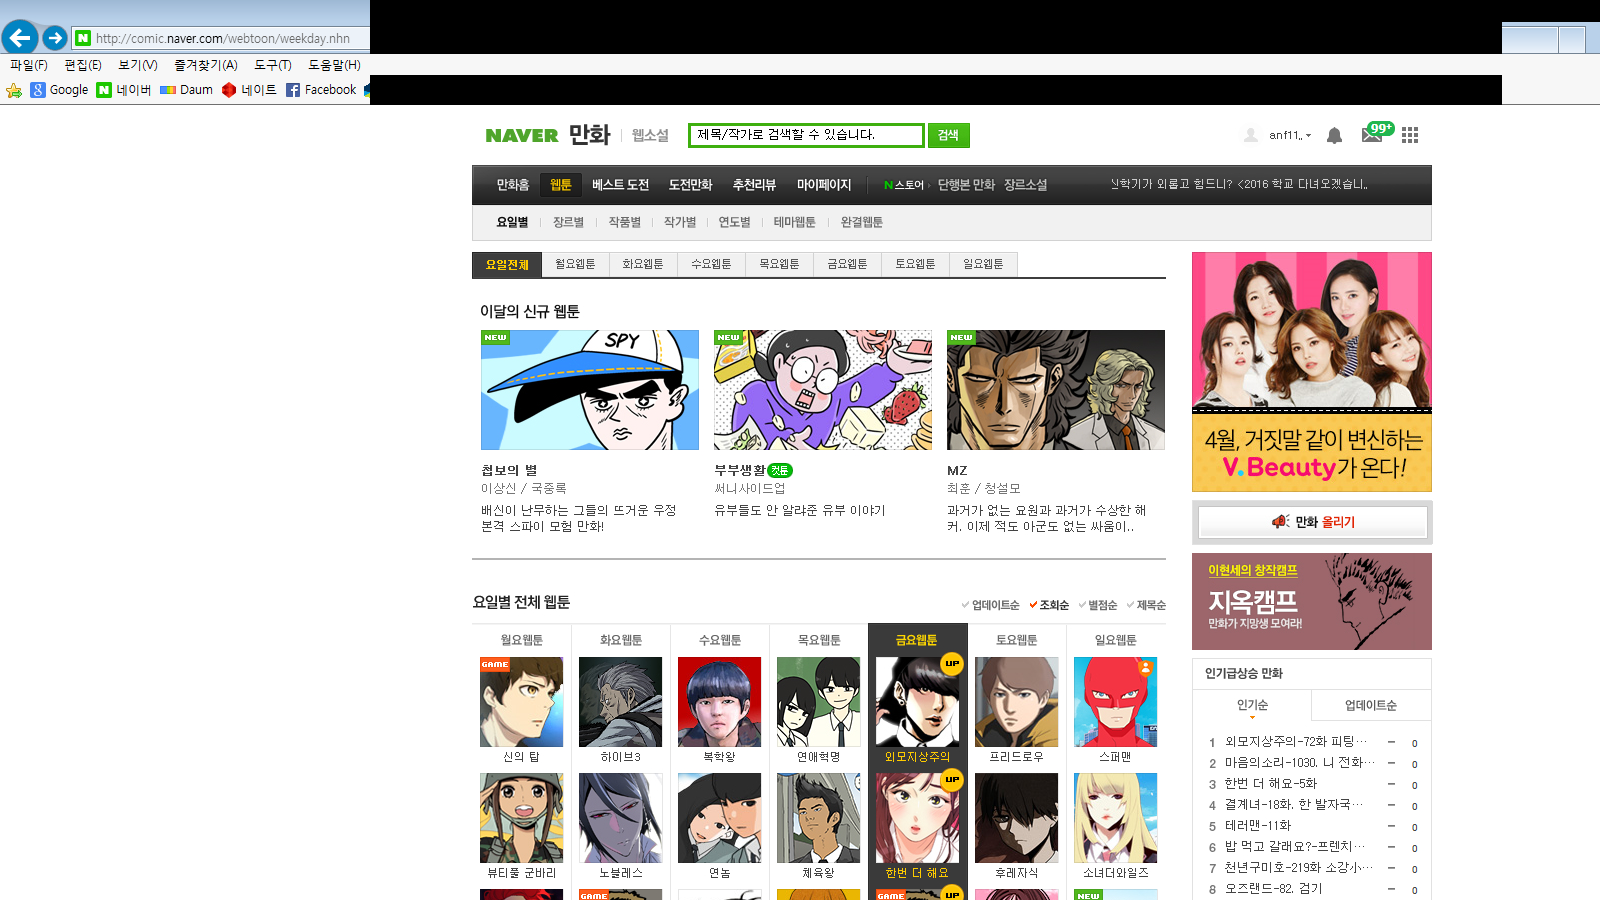 http://comic.naver.com/webtoon/weekday.nhn
파일(F) 편집(E) 보기(V) 즐겨찾기(A) 도구(T) 도움말(H)
Google 네이버 Daum 네이트 Facebook
NAVER 만화 웹소설 제목/작가로 검색할 수 있습니다. 검색 anf11.. 99+
만화홈 웹툰 베스트 도전 도전만화 추천리뷰 마이페이지 N스토어 단행본 만화 장르소설 신학기가 외롭고 힘드니? <2016 학교 다녀오겠습니..
요일별 장르별 작품별 작가별 연도별 테마웹툰 완결웹툰
요일전체 월요웹툰 화요웹툰 수요웹툰 목요웹툰 금요웹툰 토요웹툰 일요웹툰
이달의 신규 웹툰
NEW NEW NEW
SPY
첩보의 별 부부생활 컷툰 MZ
이상신 / 국중록 써니사이드업 최훈 / 청설모
배신이 난무하는 그들의 뜨거운 우정 유부들도 안 알랴준 유부 이야기 과거가 없는 요원과 과거가 수상한 해
본격 스파이 모험 만화! 커. 이제 적도 아군도 없는 싸움이..
4월, 거짓말 같이 변신하는
V.Beauty가 온다!
만화 올리기
이현세의 창작캠프
지옥캠프
만화가 지망생 모여라!
요일별 전체 웹툰 업데이트순 조회순 별점순 제목순
월요웹툰 화요웹툰 수요웹툰 목요웹툰 금요웹툰 토요웹툰 일요웹툰
GAME UP
신의 탑 하이브3 복학왕 연애혁명 외모지상주의 프리드로우 스퍼맨
UP
뷰티풀 군바리 노블레스 연놈 체육왕 한번 더 해요 후레자식 소녀더와일즈
GAME GAME UP NEW
인기급상승 만화
인기순 업데이트순
1 외모지상주의-72화 피팅… 0
2 마음의소리-1030. 니 전화… 0
3 한번 더 해요-5화 0
4 결계녀-18화. 한 발자국… 0
5 테러맨-11화 0
6 밥 먹고 갈래요?-프렌치… 0
7 천년구미호-219화 소강小… 0
8 오즈랜드-82. 검기 0